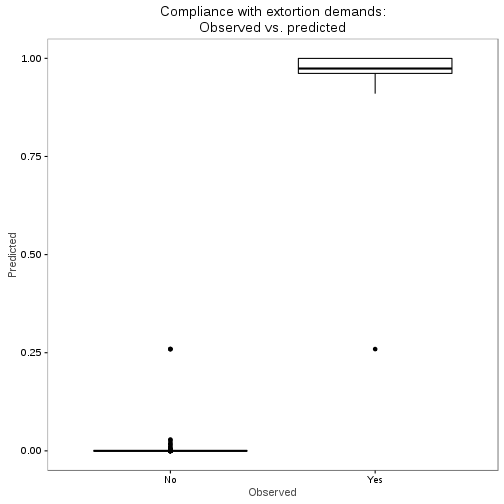 Compliance with extortion demands:
Observed vs. predicted
1.00
0.75
0.50
0.25
0.00
Predicted
No
Yes
Observed